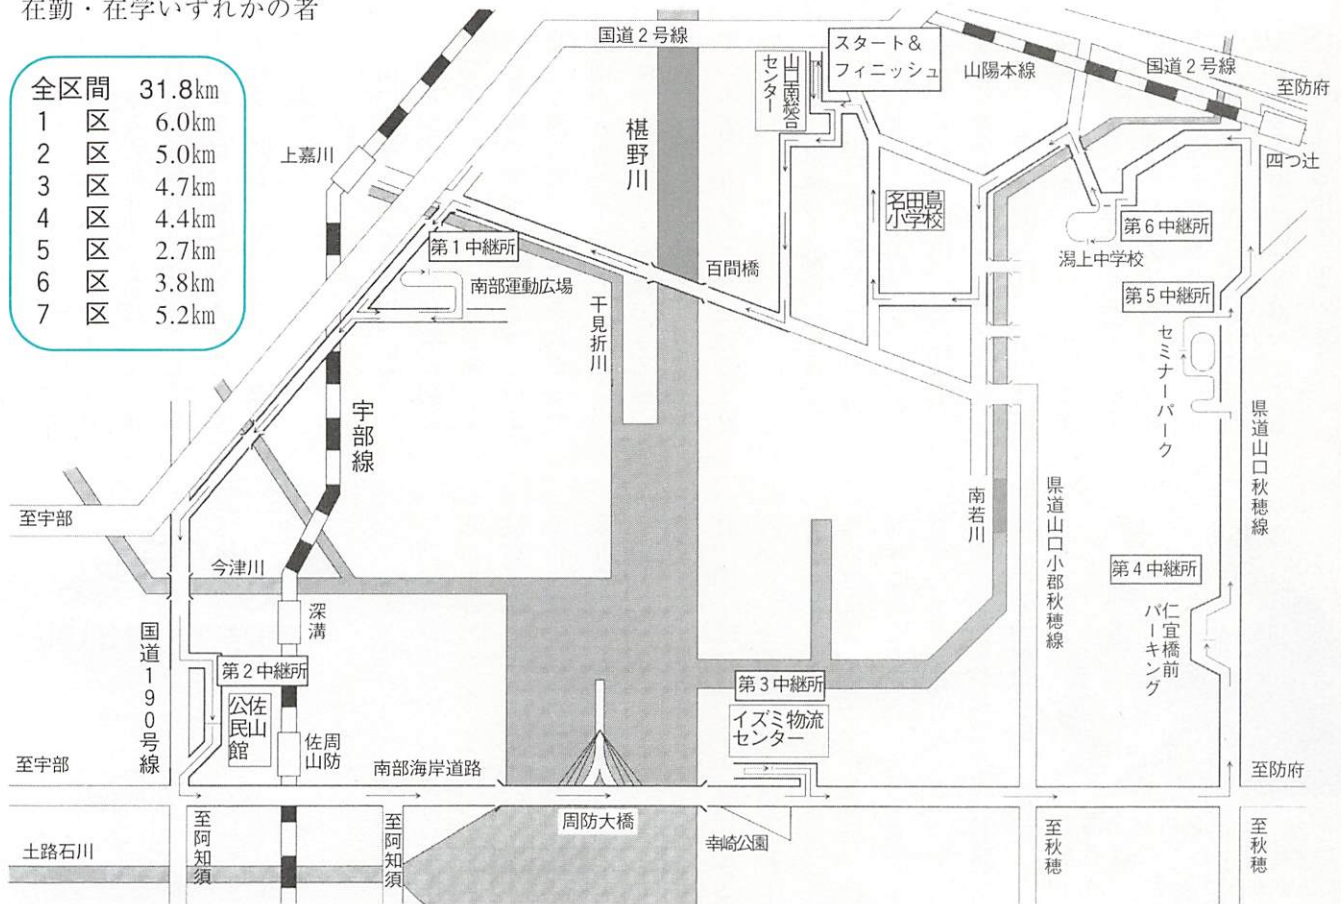 在勤・在学いずれかの者
全区間 31.8km
1 区 6.0km
2 区 5.0km
3 区 4.7km
4 区 4.4km
5 区 2.7km
6 区 3.8km
7 区 5.2km
国道2号線
スタート&
フィニッシュ
山口南総合
センター
山陽本線
国道2号線
至防府
四つ辻
上嘉川
椹野川
名田島
小学校
第6中継所
潟上中学校
第1中継所
南部運動広場
百間橋
第5中継所
干見折川
セミナーパーク
宇部線
県道山口秋穂線
南若川
県道山口小郡秋穂線
至宇部
今津川
第4中継所
仁宜橋前
パーキング
深溝
国道190号線
第2中継所
佐山
公民館
第3中継所
イズミ物流
センター
周防
佐山
至宇部
南部海岸道路
至防府
周防大橋
幸崎公園
至阿知須
至阿知須
至秋穂
至秋穂
土路石川